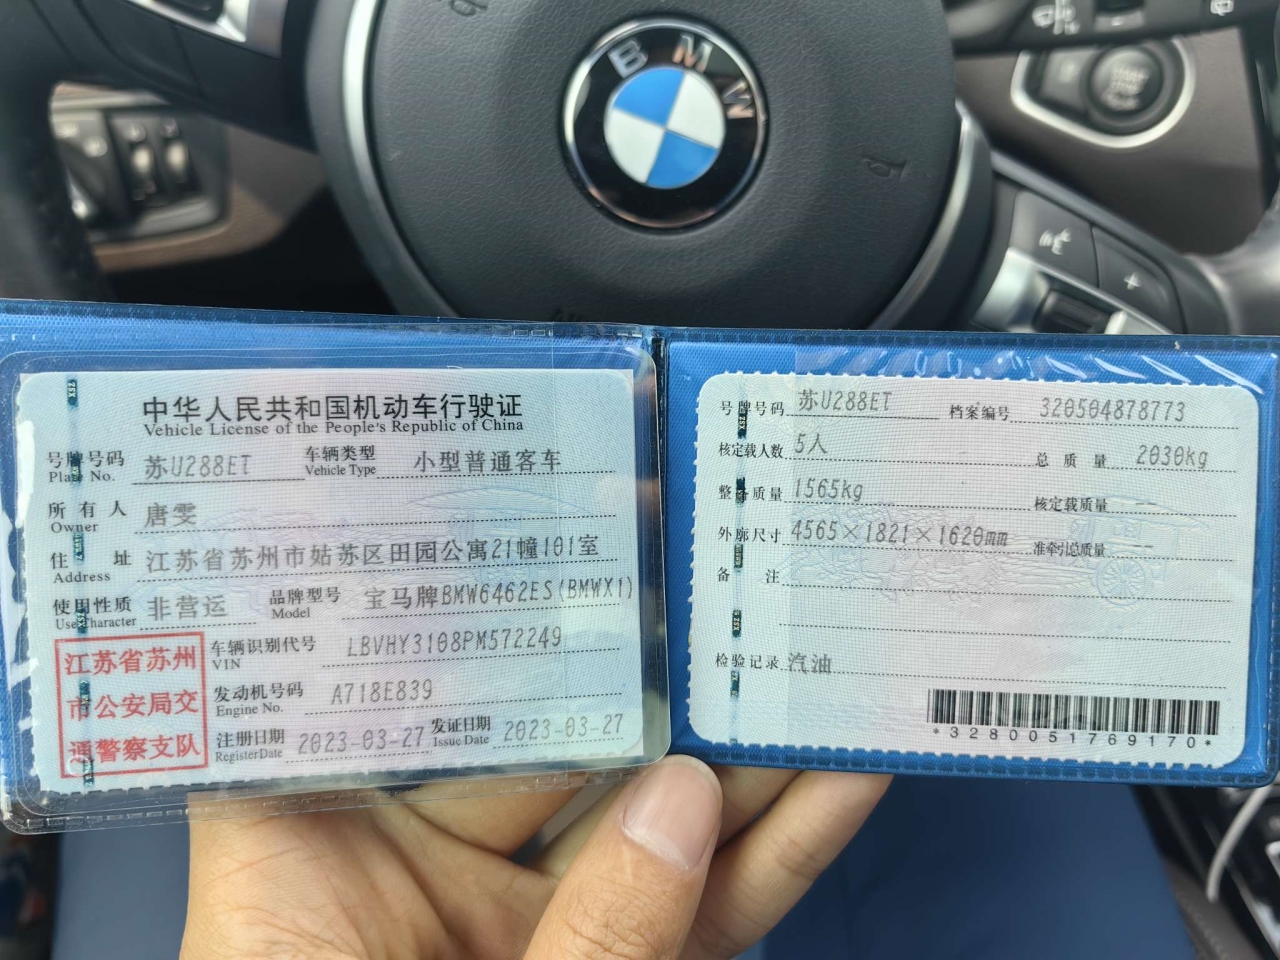 BMW
START
STOP
中华人民共和国机动车行驶证
Vehicle License of the People's Republic of China
号牌号码 苏U288ET 车辆类型 小型普通客车
Plate No. Vehicle Type
所有人 唐雯
Owner
住址 江苏省苏州市姑苏区田园公寓21幢101室
Address
使用性质 非营运 品牌型号 宝马牌BMW6462ES(BMWX1)
Use Character Model
江苏省苏州
市公安局交
通警察支队
车辆识别代号 LBVHY3108PM572249
VIN
发动机号码 A718E839
Engine No.
注册日期 2023-03-27 发证日期 2023-03-27
Register Date Issue Date
号牌号码 苏U288ET 档案编号 320504878773
核定载人数 5人 总质量 2030kg
整备质量 1565kg 核定载质量 --
外廓尺寸 4565×1821×1620mm 准牵引总质量 --
备注
检验记录 汽油
*3280051769170*